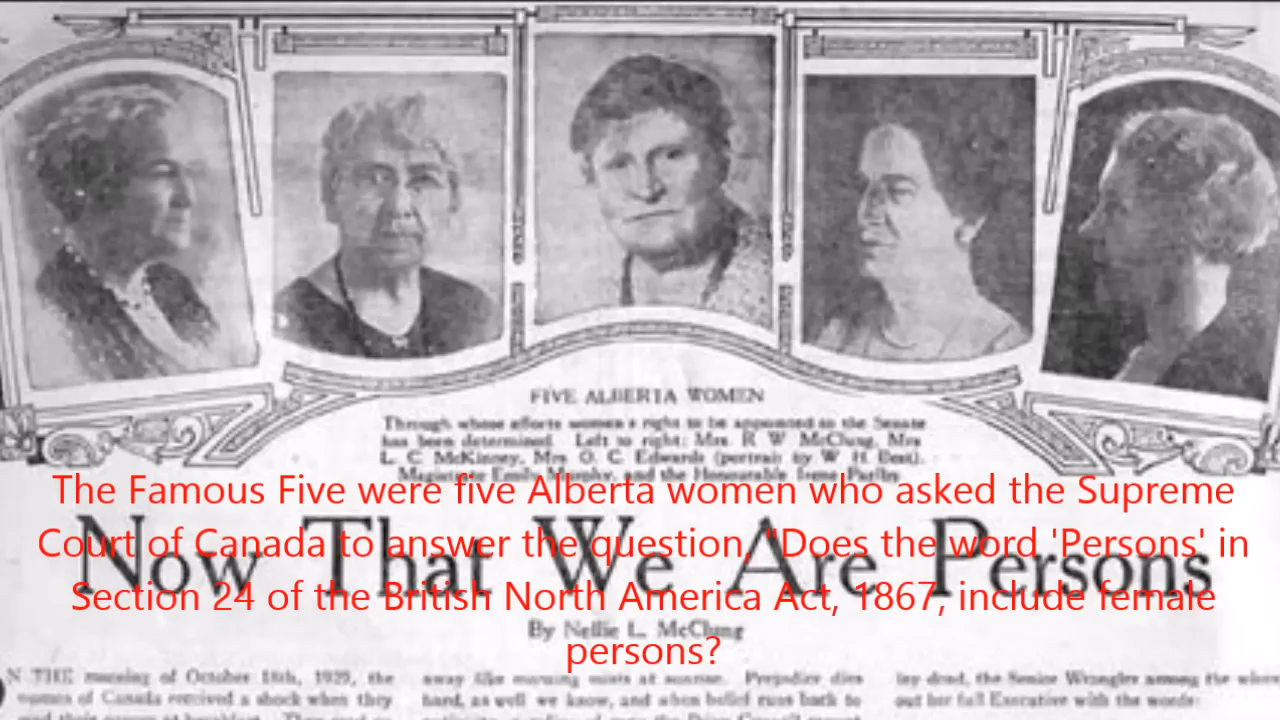 FIVE ALBERTA WOMEN
Through whose efforts women's right to be appointed to the Senate
has been determined. Left to right: Mrs. R W McClung, Mrs
L. C. McKinney, Mrs O. C. Edwards (portrait by W H Best).
Magistrate Emily Murphy, and the Honourable Irene Parlby.
The Famous Five were five Alberta women who asked the Supreme
Court of Canada to answer the question, "Does the word 'Persons' in
Section 24 of the British North America Act, 1867, include female
persons?
Now That We Are Persons
By Nellie L. McClung
N THE morning of October 18th, 1929, the
women of Canada received a shock when they
away like morning mists at sunrise. Prejudice dies
hard, as well we know, and when belief runs back to
lay dead, the Senior Wrangler among the
out her full Executive with the words: